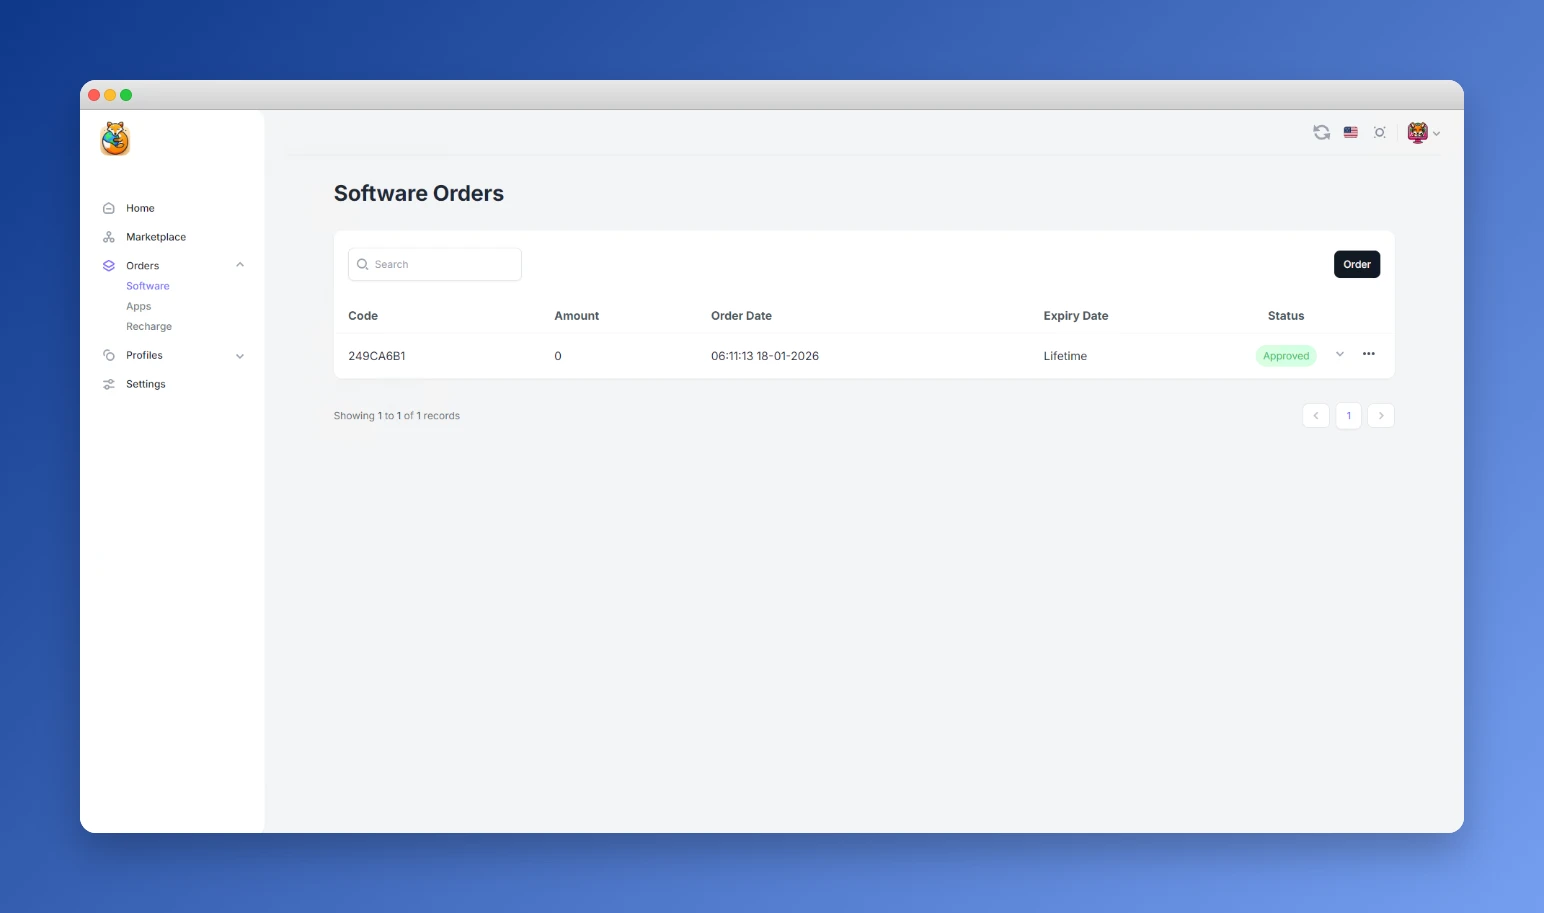 Home
Marketplace
Orders
Software
Apps
Recharge
Profiles
Settings
Software Orders
Search
Order
Code Amount Order Date Expiry Date Status
249CA6B1 0 06:11:13 18-01-2026 Lifetime Approved
Showing 1 to 1 of 1 records
1